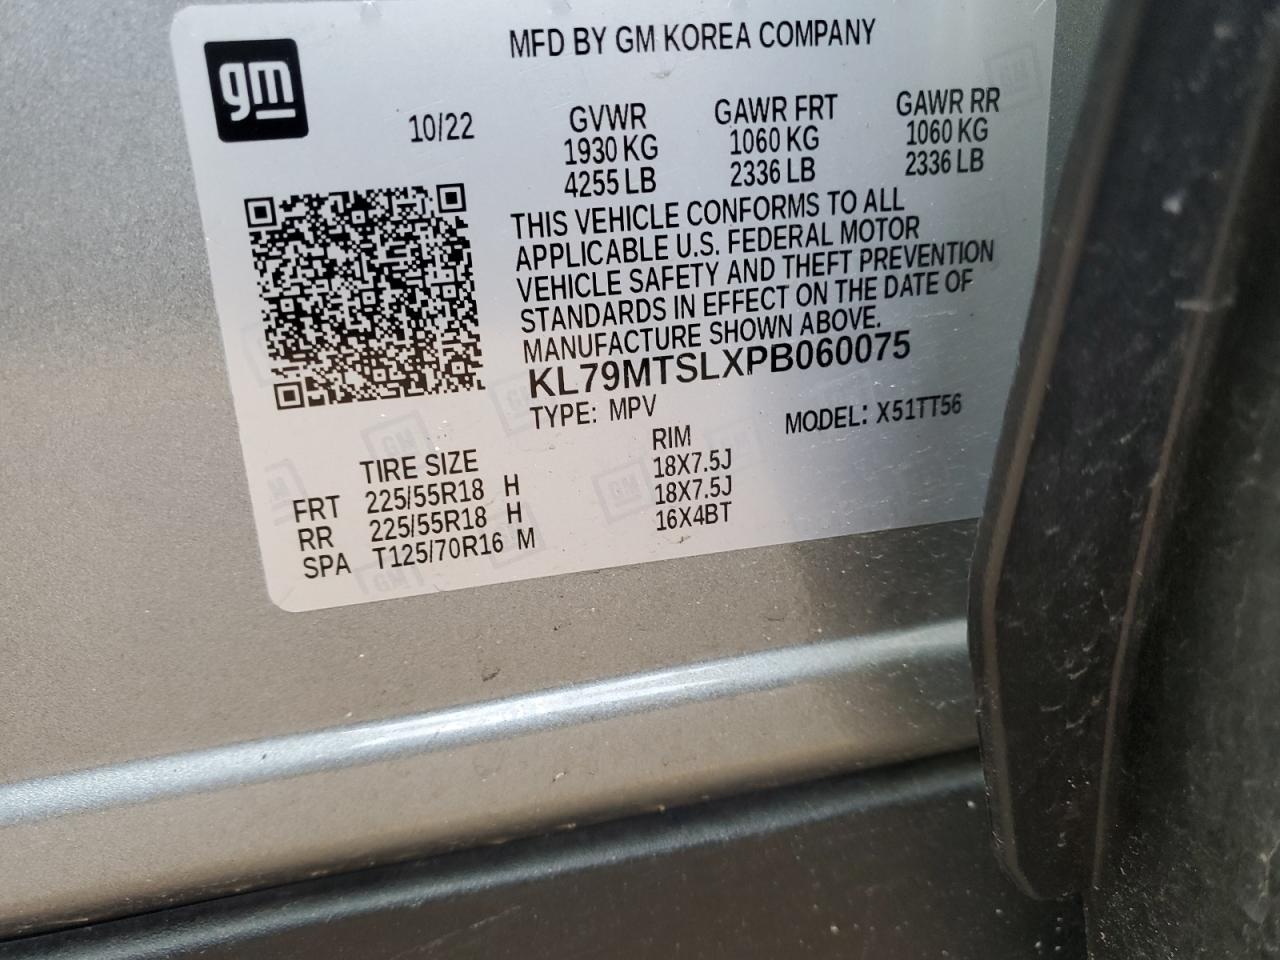 MFD BY GM KOREA COMPANY
gm
10/22
GVWR GAWR FRT GAWR RR
1930 KG 1060 KG 1060 KG
4255 LB 2336 LB 2336 LB
THIS VEHICLE CONFORMS TO ALL
APPLICABLE U.S. FEDERAL MOTOR
VEHICLE SAFETY AND THEFT PREVENTION
STANDARDS IN EFFECT ON THE DATE OF
MANUFACTURE SHOWN ABOVE.
KL79MTSLXPB060075
TYPE: MPV MODEL: X51TT56
TIRE SIZE RIM
FRT 225/55R18 H 18X7.5J
RR 225/55R18 H 18X7.5J
SPA T125/70R16 M 16X4BT